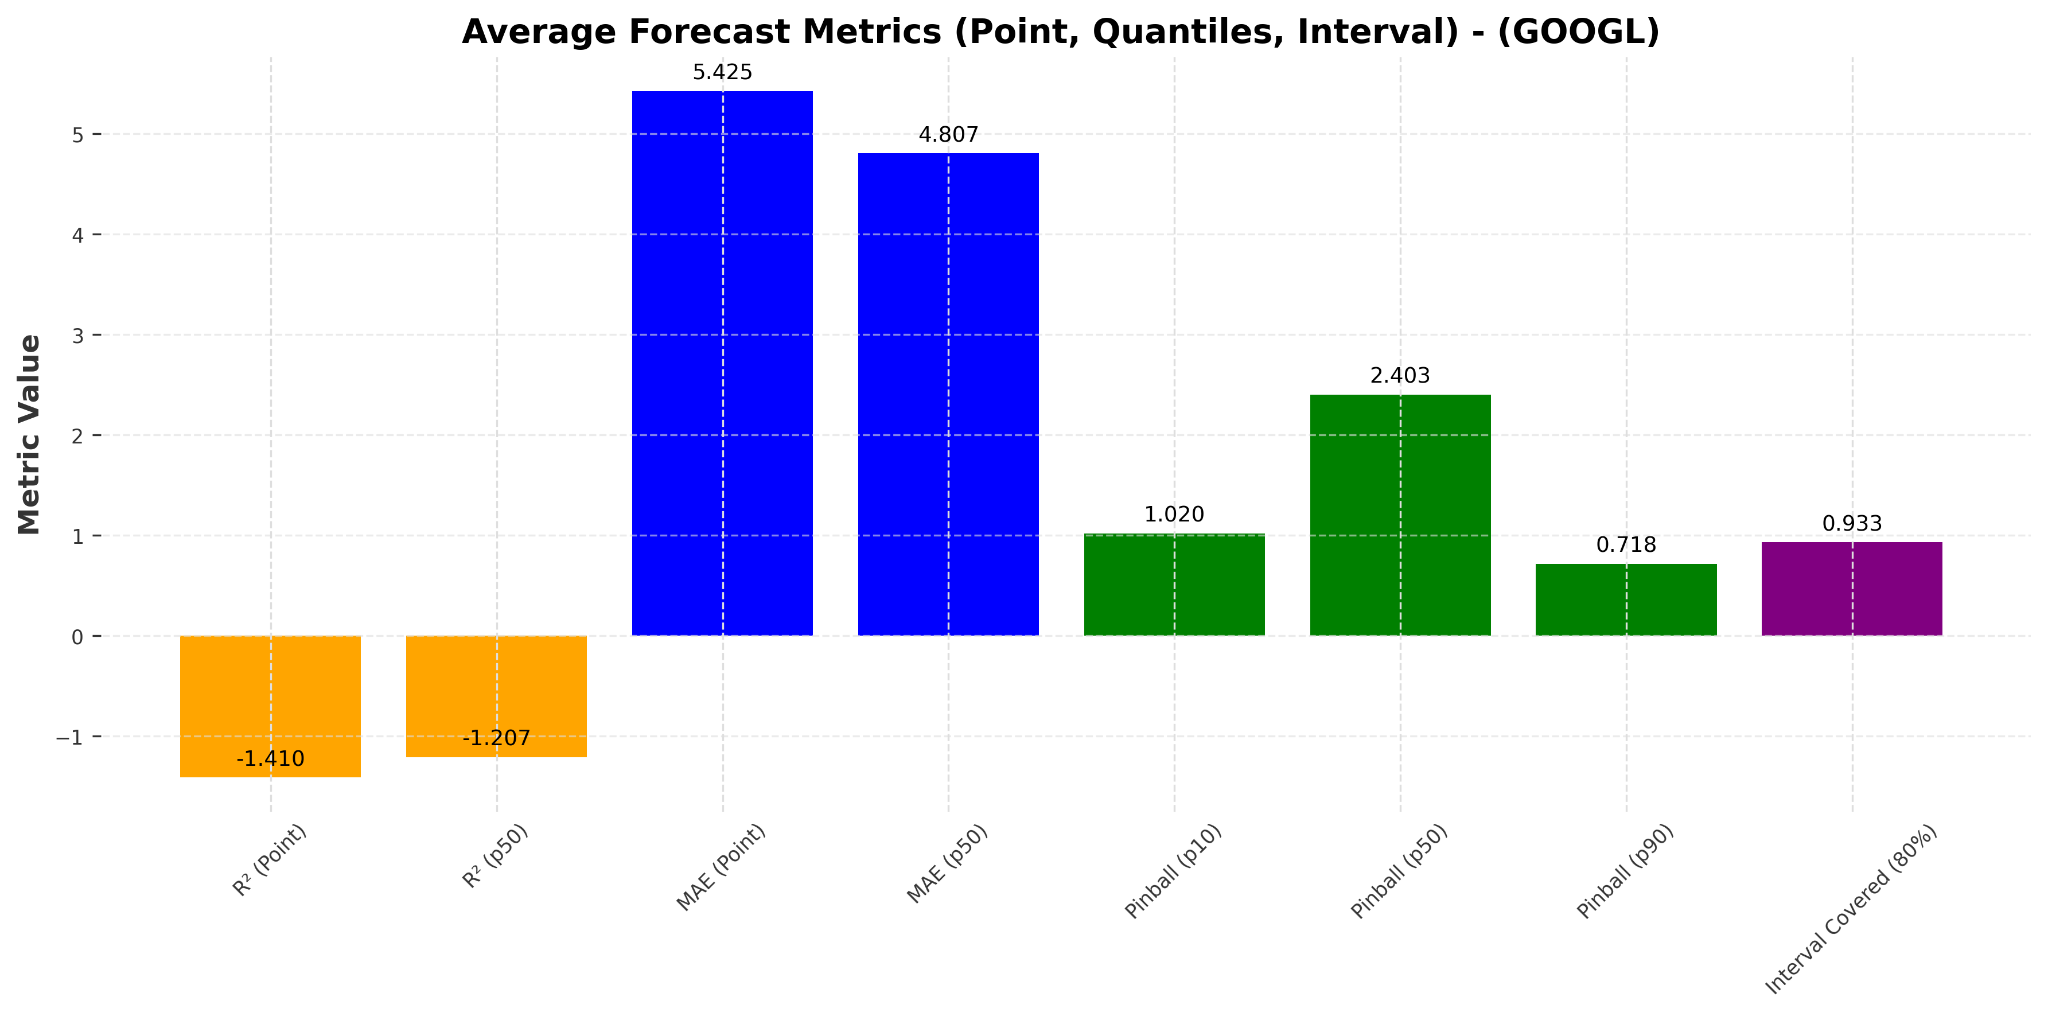 Average Forecast Metrics (Point, Quantiles, Interval) - (GOOGL)
Metric Value
5
4
3
2
1
0
−1
-1.410
-1.207
5.425
4.807
1.020
2.403
0.718
0.933
R² (Point)
R² (p50)
MAE (Point)
MAE (p50)
Pinball (p10)
Pinball (p50)
Pinball (p90)
Interval Covered (80%)